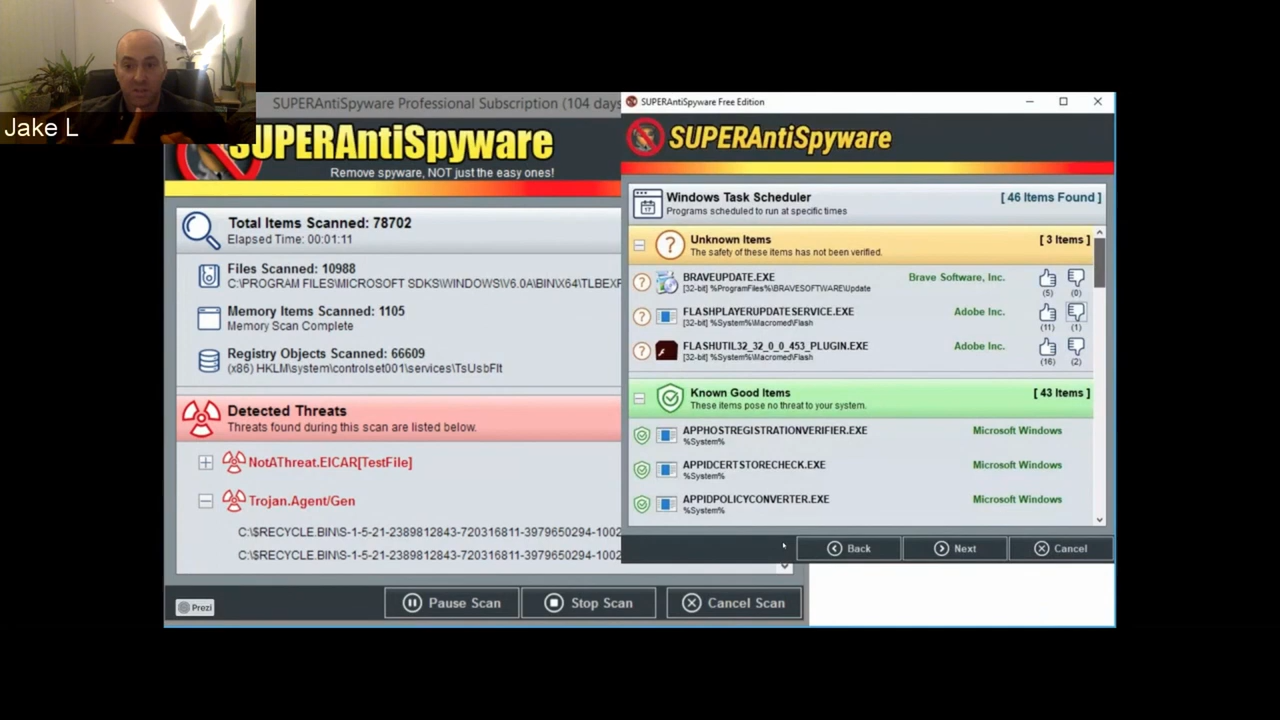 Jake L
SUPERAntiSpyware Professional Subscription (104 days
SUPERAntiSpyware
Remove spyware, NOT just the easy ones!
Total Items Scanned: 78702
Elapsed Time: 00:01:11
Files Scanned: 10988
C:\PROGRAM FILES\MICROSOFT SDKS\WINDOWS\V6.0A\BIN\X64\TLBEXP
Memory Items Scanned: 1105
Memory Scan Complete
Registry Objects Scanned: 66609
(x86) HKLM\system\controlset001\services\TsUsbFlt
Detected Threats
Threats found during this scan are listed below.
NotAThreat.EICAR[TestFile]
Trojan.Agent/Gen
C:\$RECYCLE.BIN\S-1-5-21-2389812843-720316811-3979650294-1002
C:\$RECYCLE.BIN\S-1-5-21-2389812843-720316811-3979650294-1002
Prezi
Pause Scan
Stop Scan
Cancel Scan
SUPERAntiSpyware Free Edition
SUPERAntiSpyware
Windows Task Scheduler
[ 46 Items Found ]
Programs scheduled to run at specific times
Unknown Items
[ 3 Items ]
The safety of these items has not been verified.
BRAVEUPDATE.EXE
Brave Software, Inc.
[32-bit] %ProgramFiles%\BRAVESOFTWARE\Update
(5)
(0)
FLASHPLAYERUPDATESERVICE.EXE
Adobe Inc.
[32-bit] %System%\Macromed\Flash
(11)
(1)
FLASHUTIL32_32_0_0_453_PLUGIN.EXE
Adobe Inc.
[32-bit] %System%\Macromed\Flash
(16)
(2)
Known Good Items
[ 43 Items ]
These items pose no threat to your system.
APPHOSTREGISTRATIONVERIFIER.EXE
Microsoft Windows
%System%
APPIDCERTSTORECHECK.EXE
Microsoft Windows
%System%
APPIDPOLICYCONVERTER.EXE
Microsoft Windows
%System%
Back
Next
Cancel